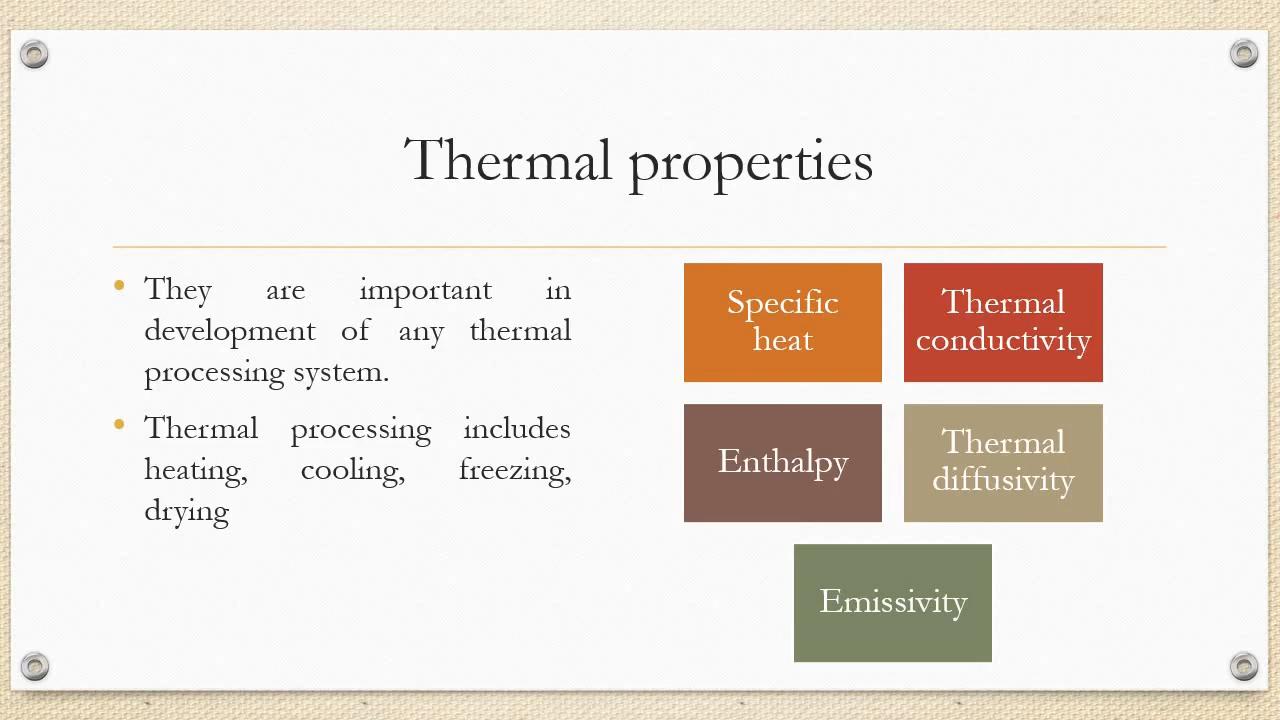 Thermal properties
• They are important in
development of any thermal
processing system.
• Thermal processing includes
heating, cooling, freezing,
drying
Specific
heat
Thermal
conductivity
Enthalpy
Thermal
diffusivity
Emissivity